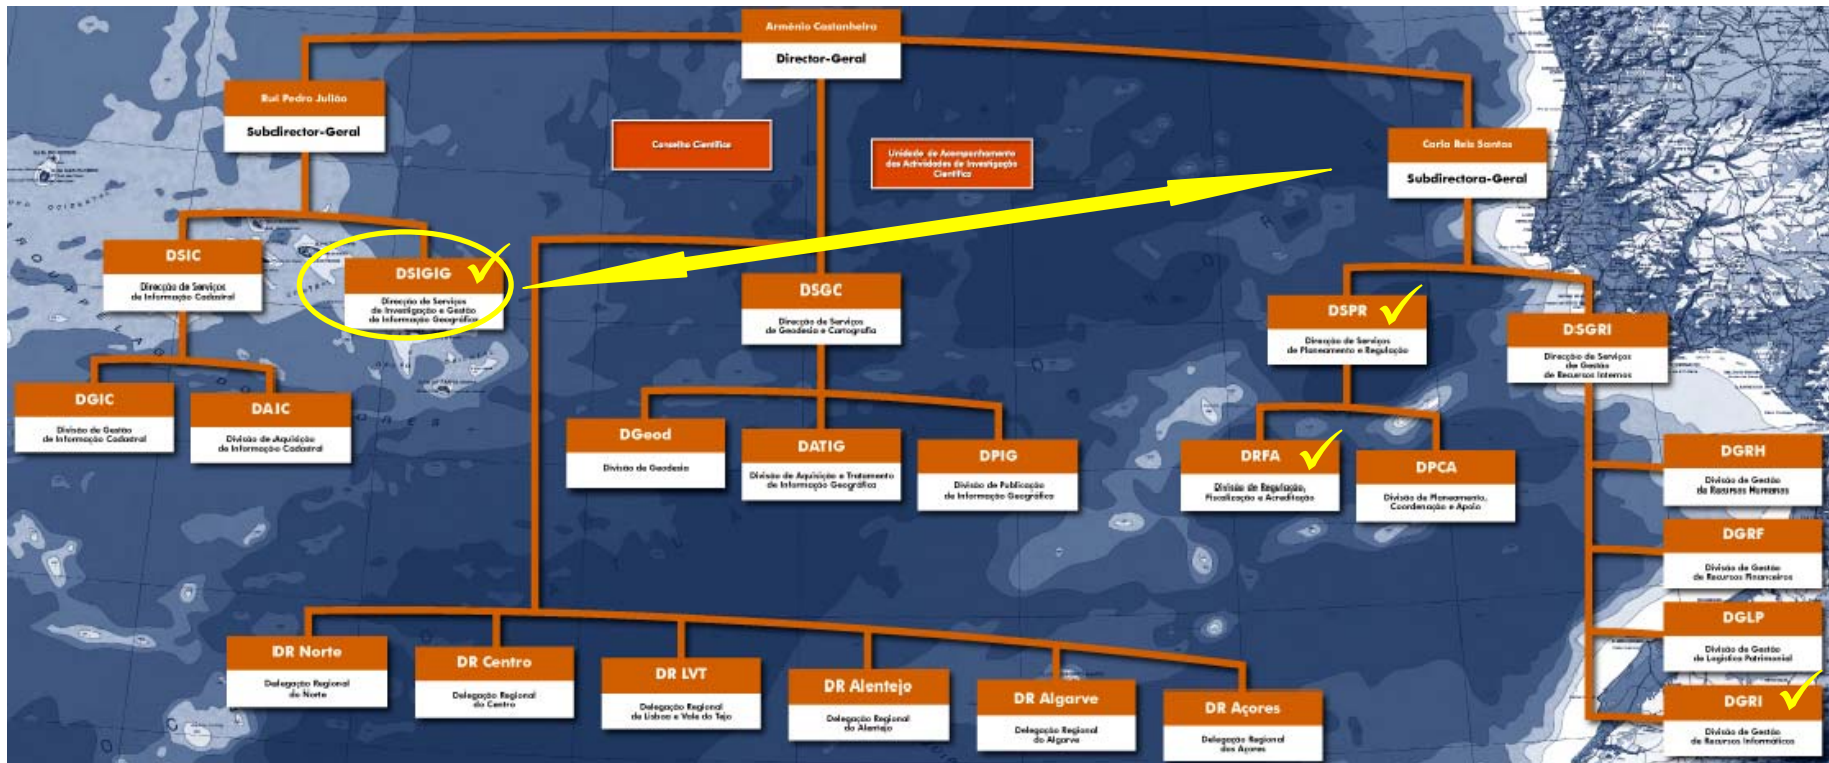 Arménio Castanheira
Director-Geral
Rui Pedro Julião
Subdirector-Geral
Conselho Científico
Unidade de Acompanhamento
das Actividades de Investigação
Científica
Carla Reis Santos
Subdirectora-Geral
DSIC
Direcção de Serviços
de Informação Cadastral
DSIGIG
Direcção de Serviços
de Investigação e Gestão
de Informação Geográfica
DSGC
Direcção de Serviços
de Geodesia e Cartografia
DSPR
Direcção de Serviços
de Planeamento e Regulação
DSGRI
Direcção de Serviços
de Gestão
de Recursos Internos
DGIC
Divisão de Gestão
de Informação Cadastral
DAIC
Divisão de Aquisição
de Informação Cadastral
DGeod
Divisão de Geodesia
DATIG
Divisão de Aquisição e Tratamento
de Informação Geográfica
DPIG
Divisão de Publicação
de Informação Geográfica
DRFA
Divisão de Regulação,
Fiscalização e Acreditação
DPCA
Divisão de Planeamento,
Coordenação e Apoio
DGRH
Divisão de Gestão
de Recursos Humanos
DGRF
Divisão de Gestão
de Recursos Financeiros
DGLP
Divisão de Gestão
de Logística Patrimonial
DGRI
Divisão de Gestão
de Recursos Informáticos
DR Norte
Delegação Regional
do Norte
DR Centro
Delegação Regional
do Centro
DR LVT
Delegação Regional
de Lisboa e Vale do Tejo
DR Alentejo
Delegação Regional
do Alentejo
DR Algarve
Delegação Regional
do Algarve
DR Açores
Delegação Regional
dos Açores